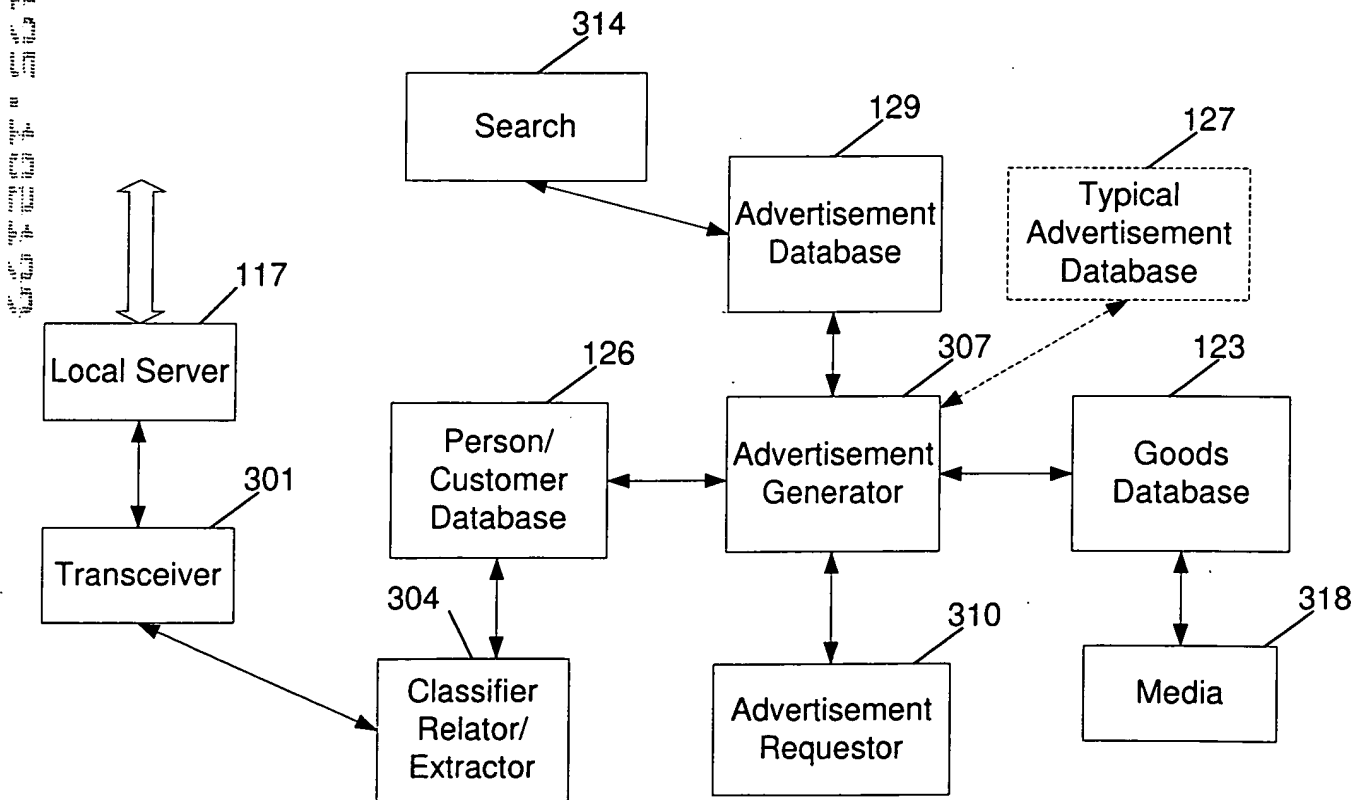 314
Search
129
Advertisement
Database
127
Typical
Advertisement
Database
117
Local Server
126
Person/
Customer
Database
307
Advertisement
Generator
123
Goods
Database
301
Transceiver
304
Classifier
Relator/
Extractor
310
Advertisement
Requestor
318
Media